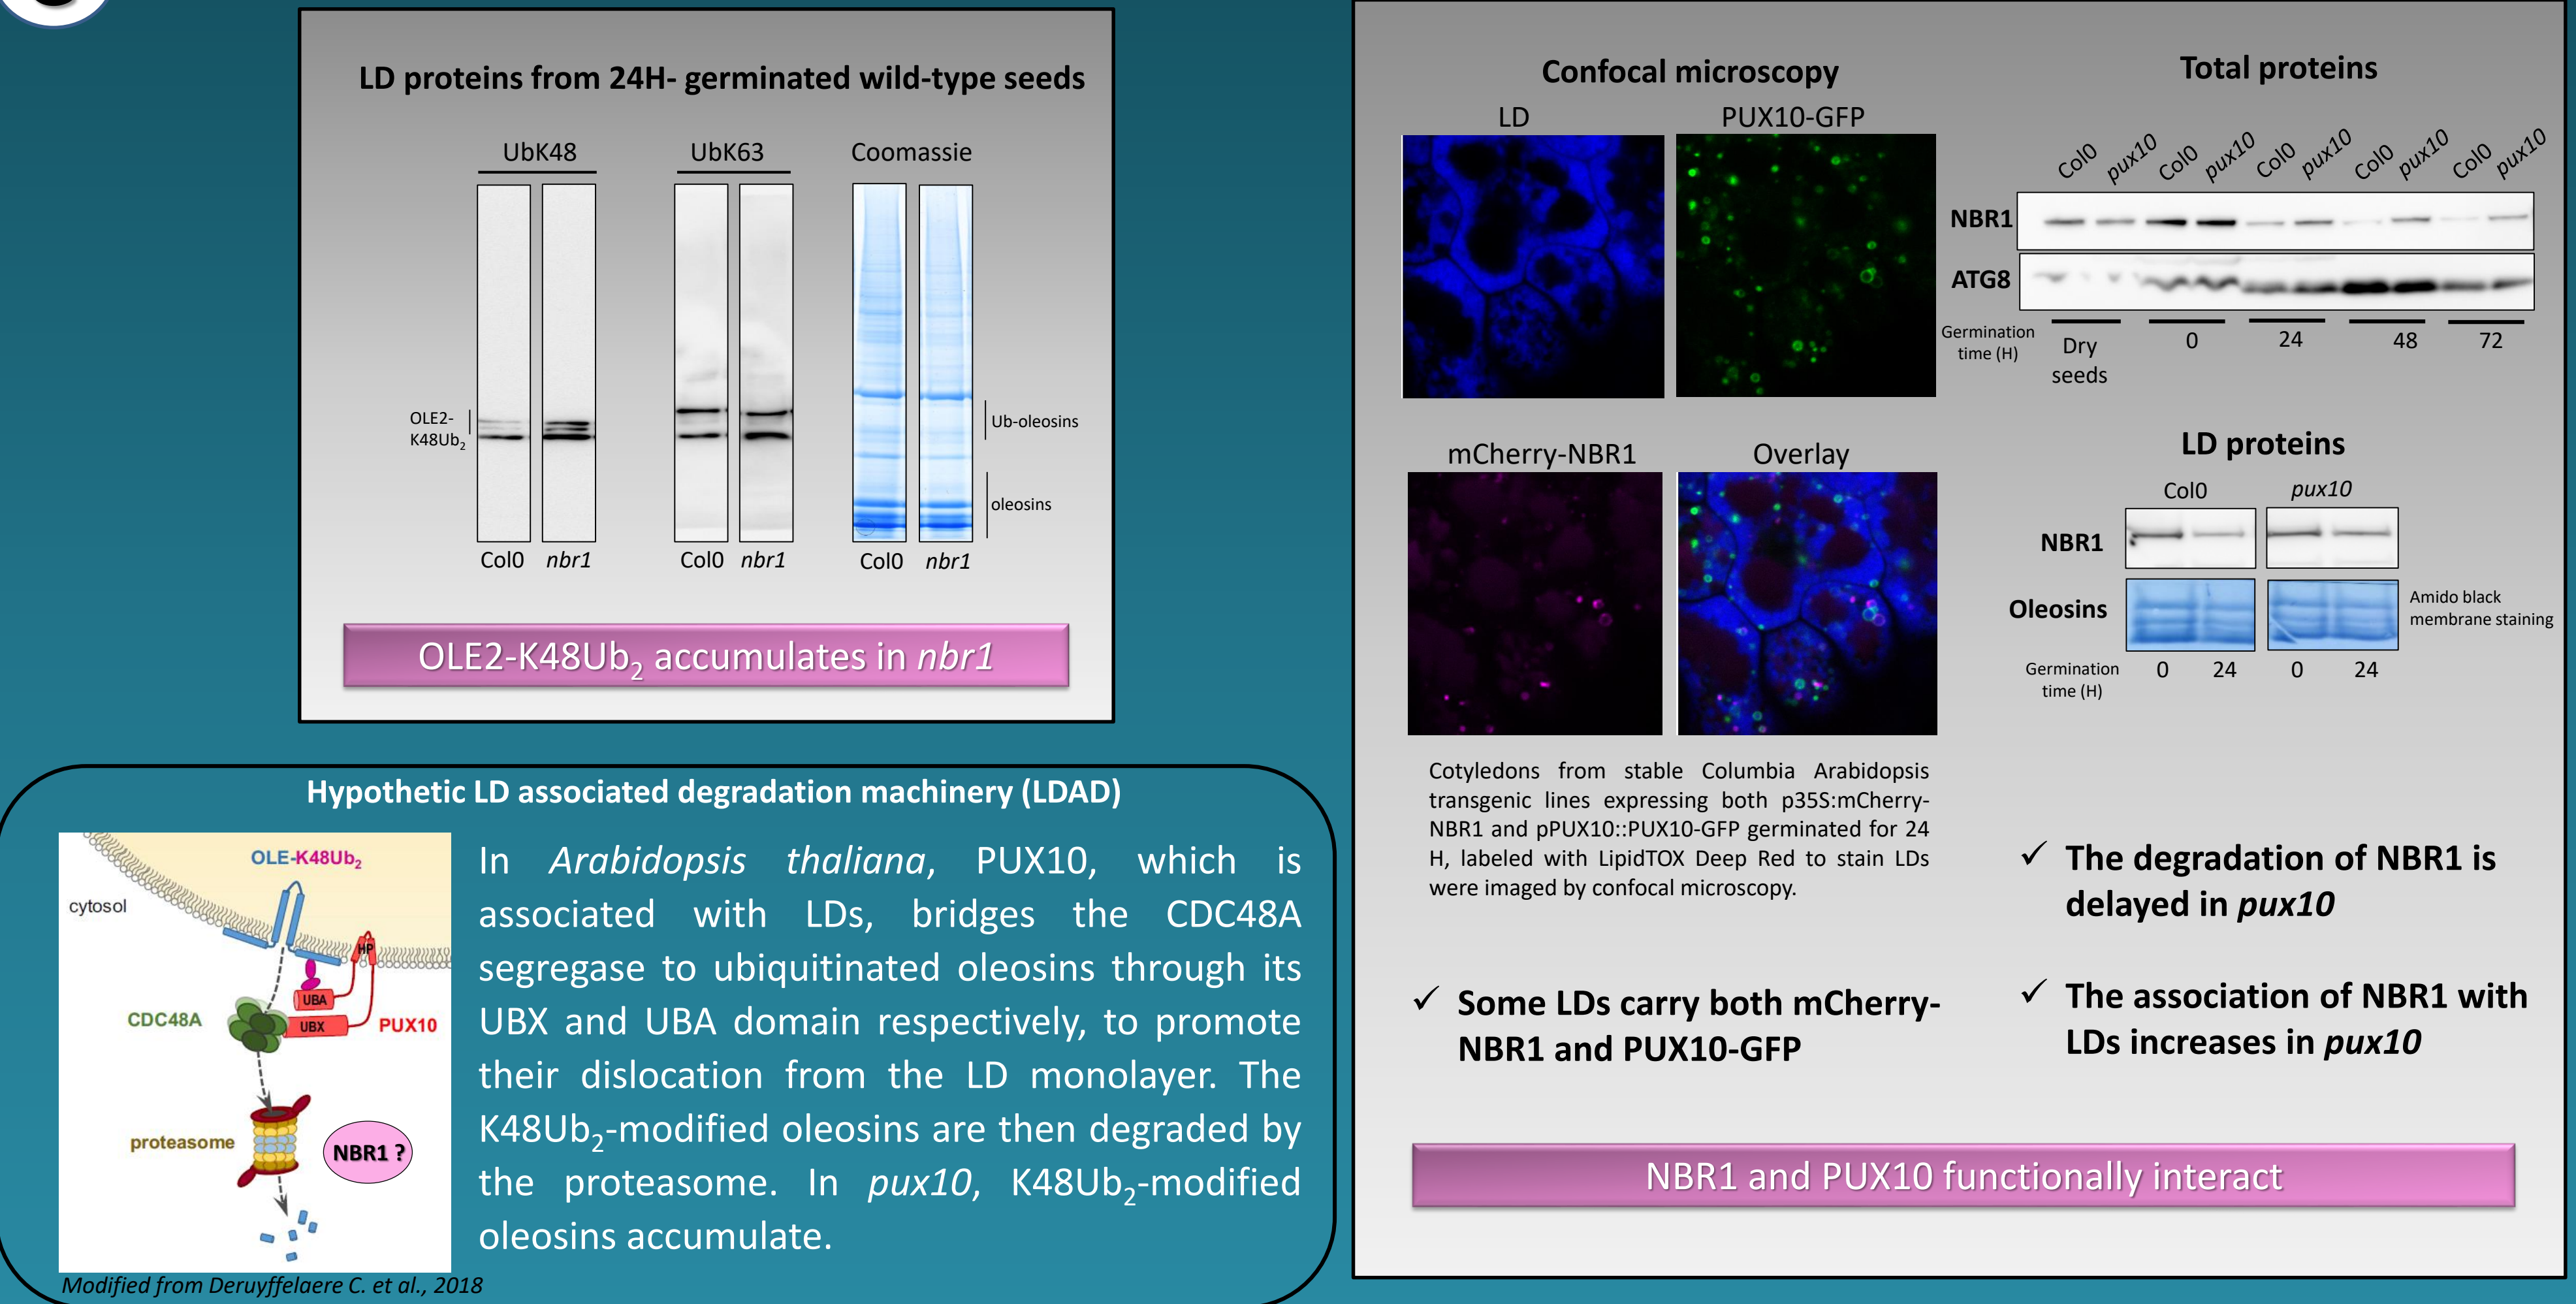 LD proteins from 24H- germinated wild-type seeds
UbK48
UbK63
Coomassie
OLE2-
K48Ub₂
Ub-oleosins
oleosins
Col0
nbr1
Col0
nbr1
Col0
nbr1
OLE2-K48Ub₂ accumulates in nbr1
Hypothetic LD associated degradation machinery (LDAD)
OLE-K48Ub₂
cytosol
HP
UBA
UBX
CDC48A
PUX10
proteasome
NBR1 ?
In Arabidopsis thaliana, PUX10, which is
associated with LDs, bridges the CDC48A
segregase to ubiquitinated oleosins through its
UBX and UBA domain respectively, to promote
their dislocation from the LD monolayer. The
K48Ub₂-modified oleosins are then degraded by
the proteasome. In pux10, K48Ub₂-modified
oleosins accumulate.
Modified from Deruyffelaere C. et al., 2018
Confocal microscopy
LD
PUX10-GFP
mCherry-NBR1
Overlay
Cotyledons from stable Columbia Arabidopsis
transgenic lines expressing both p35S:mCherry-
NBR1 and pPUX10::PUX10-GFP germinated for 24
H, labeled with LipidTOX Deep Red to stain LDs
were imaged by confocal microscopy.
✓ Some LDs carry both mCherry-
NBR1 and PUX10-GFP
Total proteins
Col0
pux10
Col0
pux10
Col0
pux10
Col0
pux10
Col0
pux10
NBR1
ATG8
Germination
time (H)
Dry
seeds
0
24
48
72
LD proteins
Col0
pux10
NBR1
Oleosins
Amido black
membrane staining
Germination
time (H)
0
24
0
24
✓ The degradation of NBR1 is
delayed in pux10
✓ The association of NBR1 with
LDs increases in pux10
NBR1 and PUX10 functionally interact